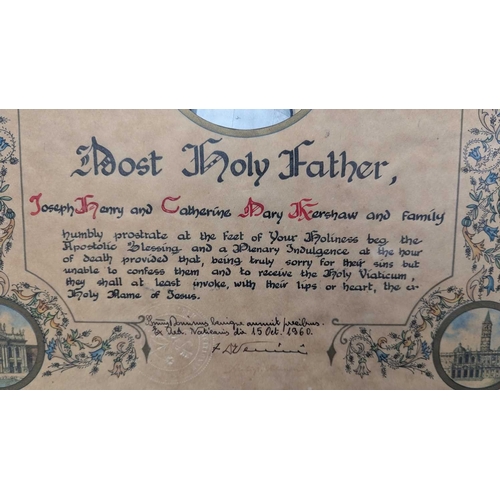 Most Holy Father,
Joseph Henry and Catherine Mary Kershaw and family
humbly prostrate at the feet of Your Holiness beg the
Apostolic Blessing and a Plenary Indulgence at the hour
of death provided that, being truly sorry for their sins but
unable to confess them and to receive the Holy Viaticum,
they shall at least invoke, with their lips or heart, the
Holy Name of Jesus.
benigne annuit precibus.
Vaticanis die 15 Oct. 1960.